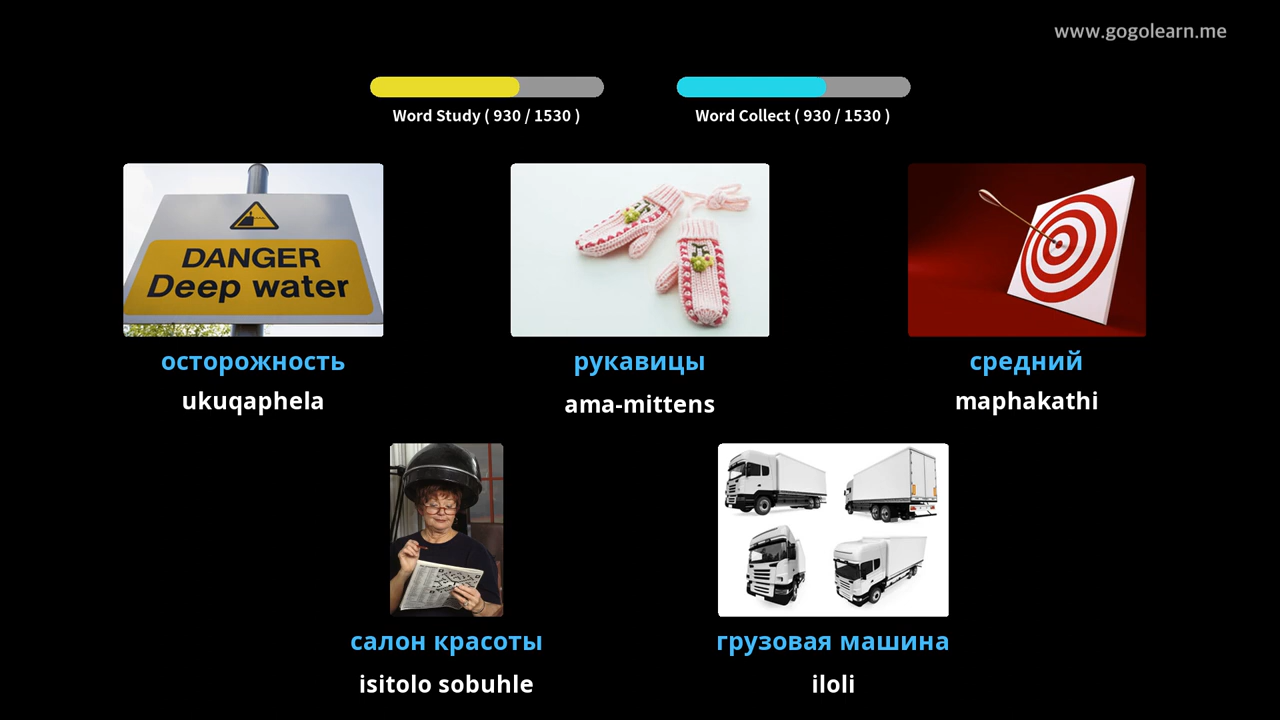 www.gogolearn.me
Word Study ( 930 / 1530 )
Word Collect ( 930 / 1530 )
DANGER
Deep water
осторожность
ukuqaphela
рукавицы
ama-mittens
средний
maphakathi
салон красоты
isitolo sobuhle
грузовая машина
iloli